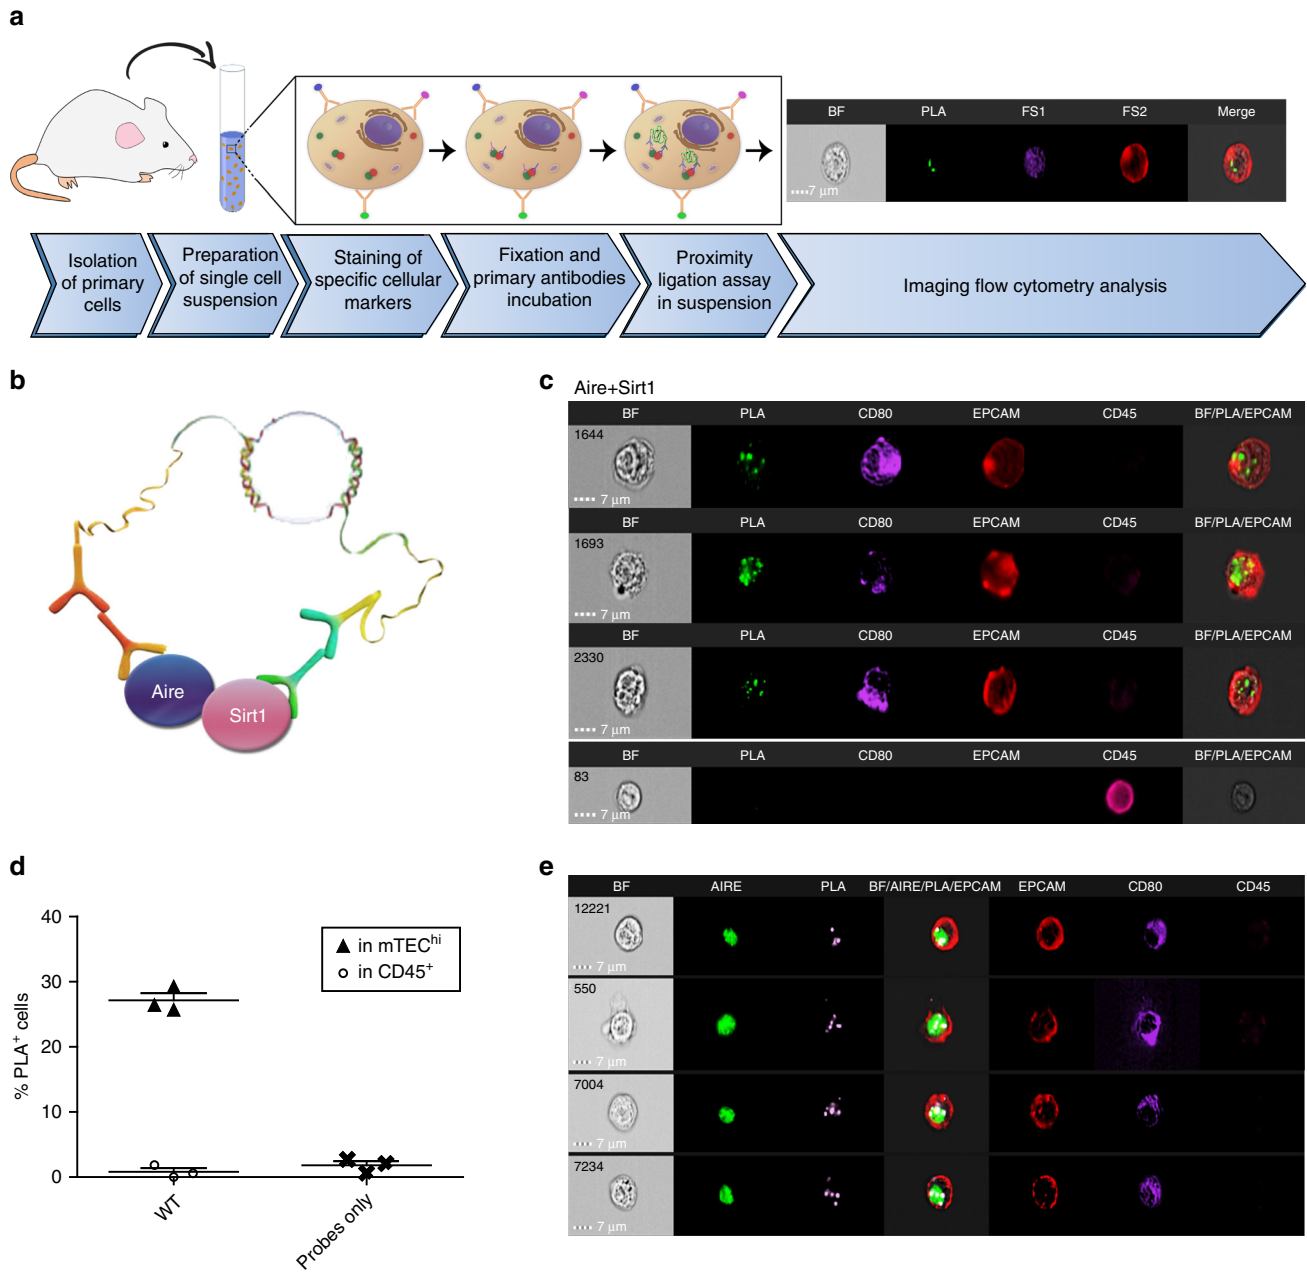 a
BF PLA FS1 FS2 Merge
7 μm
Isolation
of primary
cells
Preparation
of single cell
suspension
Staining of
specific cellular
markers
Fixation and
primary antibodies
incubation
Proximity
ligation assay
in suspension
Imaging flow cytometry analysis
b
Aire
Sirt1
c
Aire+Sirt1
BF PLA CD80 EPCAM CD45 BF/PLA/EPCAM
1644
7 μm
BF PLA CD80 EPCAM CD45 BF/PLA/EPCAM
1693
7 μm
BF PLA CD80 EPCAM CD45 BF/PLA/EPCAM
2330
7 μm
BF PLA CD80 EPCAM CD45 BF/PLA/EPCAM
83
7 μm
d
% PLA+ cells
40
30
20
10
0
in mTEChi
in CD45+
WT
Probes only
e
BF AIRE PLA BF/AIRE/PLA/EPCAM EPCAM CD80 CD45
12221
7 μm
550
7 μm
7004
7 μm
7234
7 μm